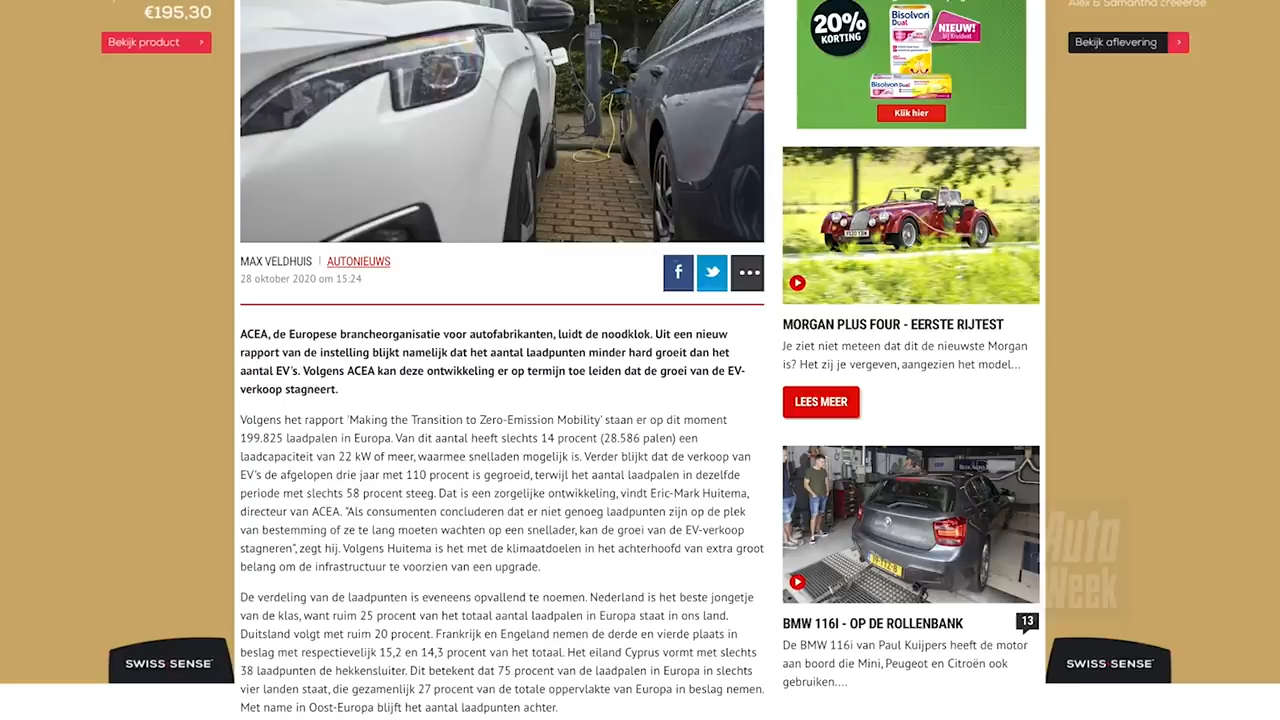 €195,30
Bekijk product
MAX VELDHUIS | AUTONIEUWS
28 oktober 2020 om 15:24
ACEA, de Europese brancheorganisatie voor autofabrikanten, luidt de noodklok. Uit een nieuw
rapport van de instelling blijkt namelijk dat het aantal laadpunten minder hard groeit dan het
aantal EV's. Volgens ACEA kan deze ontwikkeling er op termijn toe leiden dat de groei van de EV-
verkoop stagneert.
Volgens het rapport 'Making the Transition to Zero-Emission Mobility' staan er op dit moment
199.825 laadpalen in Europa. Van dit aantal heeft slechts 14 procent (28.586 palen) een
laadcapaciteit van 22 kW of meer, waarmee snelladen mogelijk is. Verder blijkt dat de verkoop van
EV's de afgelopen drie jaar met 110 procent is gegroeid, terwijl het aantal laadpalen in dezelfde
periode met slechts 58 procent steeg. Dat is een zorgelijke ontwikkeling, vindt Eric-Mark Huitema,
directeur van ACEA. "Als consumenten concluderen dat er niet genoeg laadpunten zijn op de plek
van bestemming of ze te lang moeten wachten op een snellader, kan de groei van de EV-verkoop
stagneren", zegt hij. Volgens Huitema is het met de klimaatdoelen in het achterhoofd van extra groot
belang om de infrastructuur te voorzien van een upgrade.
De verdeling van de laadpunten is eveneens opvallend te noemen. Nederland is het beste jongetje
van de klas, want ruim 25 procent van het totaal aantal laadpalen in Europa staat in ons land.
Duitsland volgt met ruim 20 procent. Frankrijk en Engeland nemen de derde en vierde plaats in
beslag met respectievelijk 15,2 en 14,3 procent van het totaal. Het eiland Cyprus vormt met slechts
38 laadpunten de hekkensluiter. Dit betekent dat 75 procent van de laadpalen in Europa in slechts
vier landen staat, die gezamenlijk 27 procent van de totale oppervlakte van Europa in beslag nemen.
Met name in Oost-Europa blijft het aantal laadpunten achter.
20%
KORTING
Bisolvon
Dual
NIEUW!
bij Kruidvat
Bisolvon Dual
Klik hier
MORGAN PLUS FOUR - EERSTE RIJTEST
Je ziet niet meteen dat dit de nieuwste Morgan
is? Het zij je vergeven, aangezien het model...
LEES MEER
BMW 116I - OP DE ROLLENBANK
13
De BMW 116i van Paul Kuijpers heeft de motor
aan boord die Mini, Peugeot en Citroën ook
gebruiken....
Alex & Samantha creëerde
Bekijk aflevering
Auto
Week
SWISS SENSE
SWISS SENSE